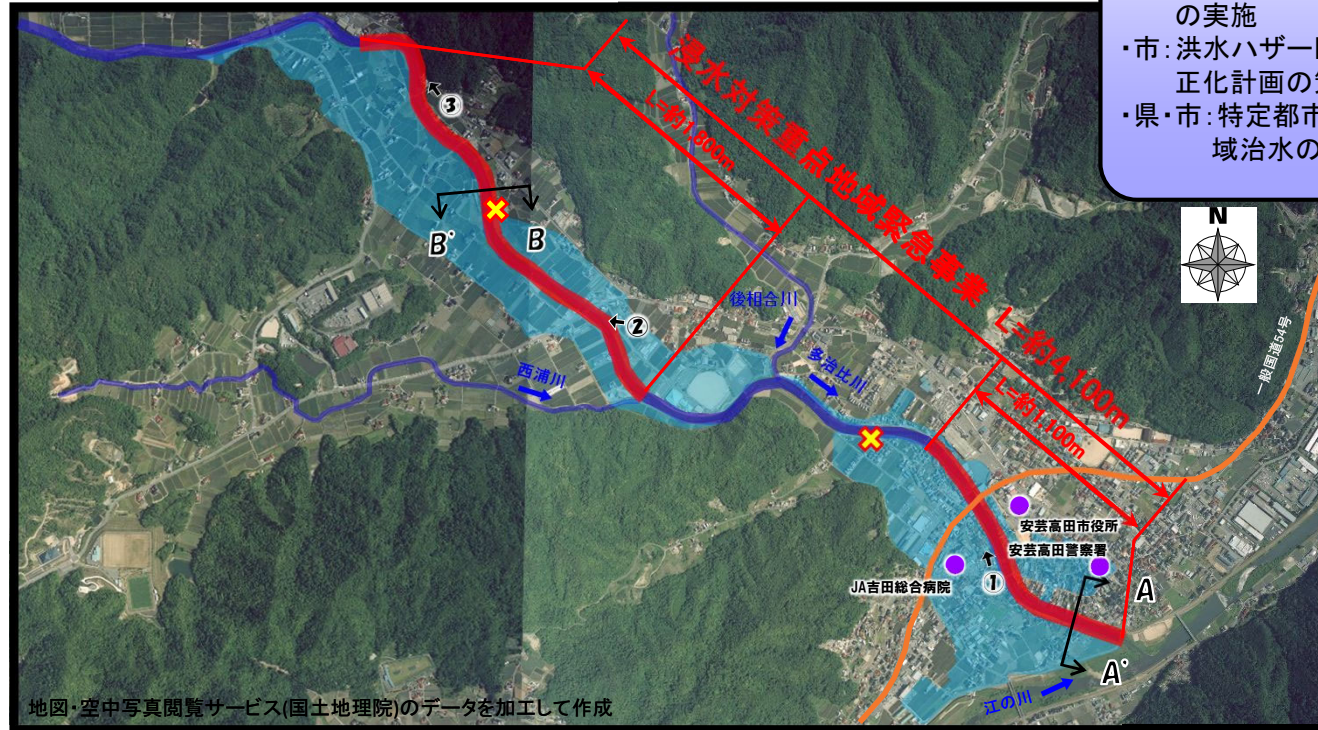 の実施
・市:洪水ハザード
正化計画の
・県・市:特定都市
域治水の
浸水対策重点地域緊急事業 L=約4,100m
L=約1,800m
L=約1,100m
N
③
B'
B
②
後相合川
多治比川
西浦川
一般国道54号
安芸高田市役所
安芸高田警察署
JA吉田総合病院
①
A
A'
江の川
地図・空中写真閲覧サービス(国土地理院)のデータを加工して作成